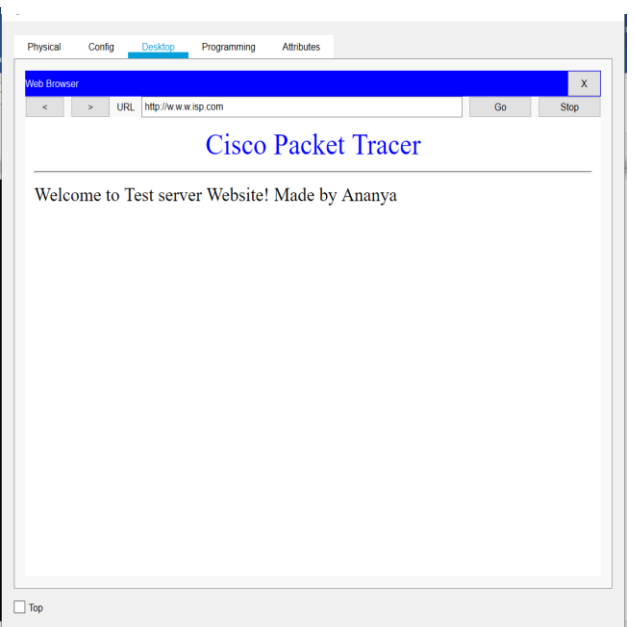 Physical Config Desktop Programming Attributes
Web Browser X
< > URL http://w.w.w.isp.com Go Stop
Cisco Packet Tracer
Welcome to Test server Website! Made by Ananya
Top